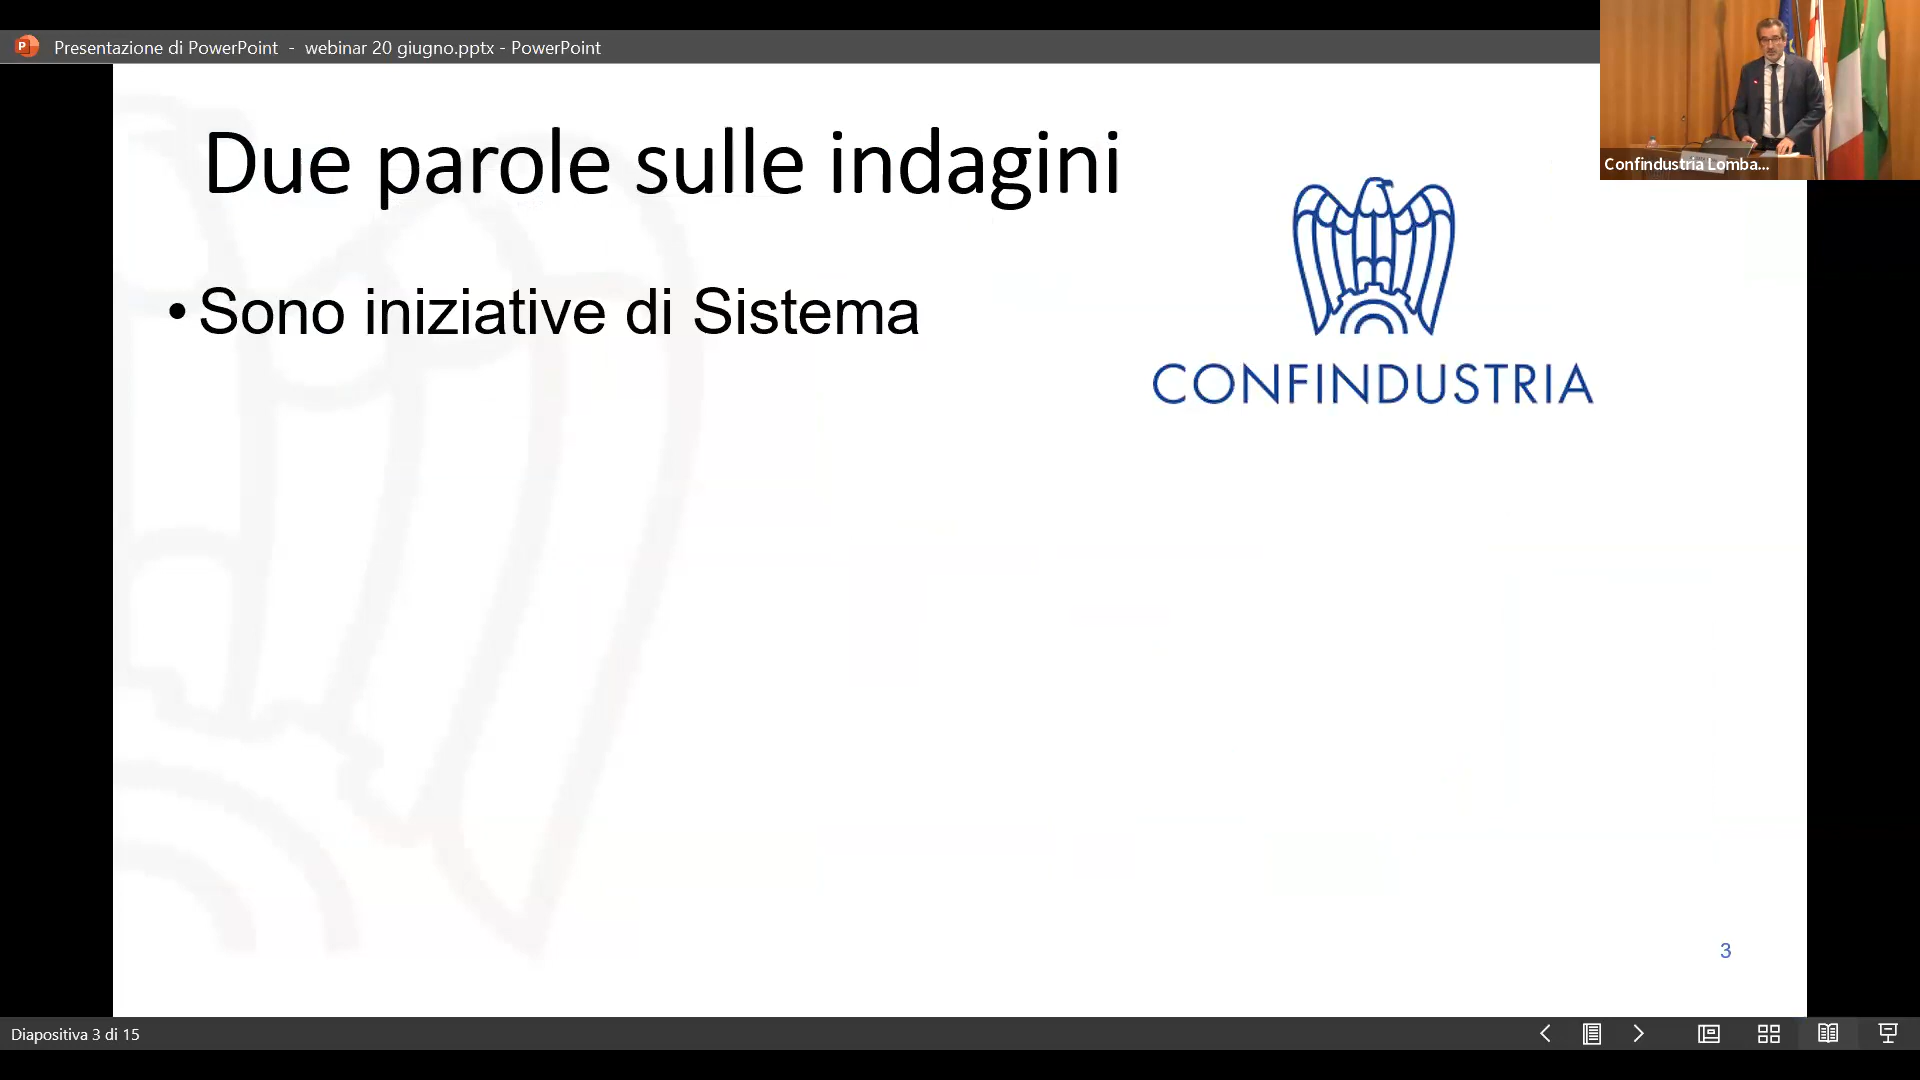 Presentazione di PowerPoint - webinar 20 giugno.pptx - PowerPoint
Confindustria Lomba...
Due parole sulle indagini
• Sono iniziative di Sistema
CONFINDUSTRIA
3
Diapositiva 3 di 15